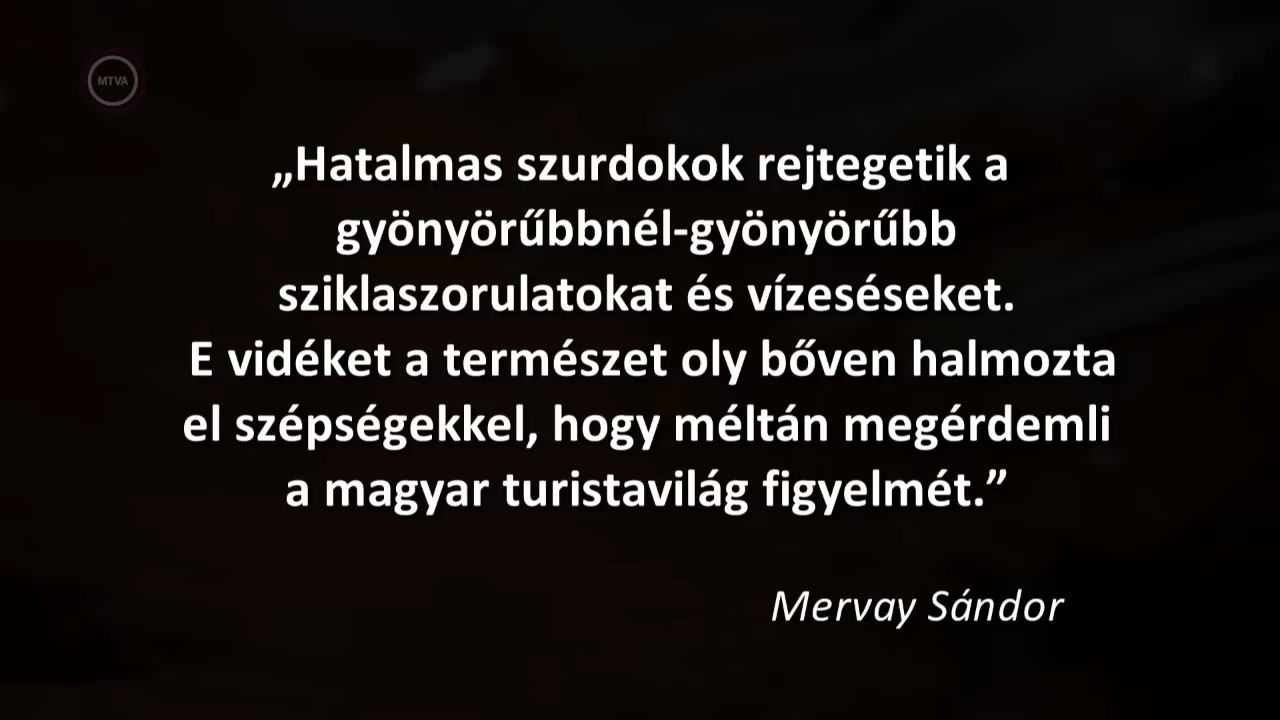 MTVA
„Hatalmas szurdokok rejtegetik a
gyönyörűbbnél-gyönyörűbb
sziklaszorulatokat és vízeséseket.
E vidéket a természet oly bőven halmozta
el szépségekkel, hogy méltán megérdemli
a magyar turistavilág figyelmét.”
Mervay Sándor